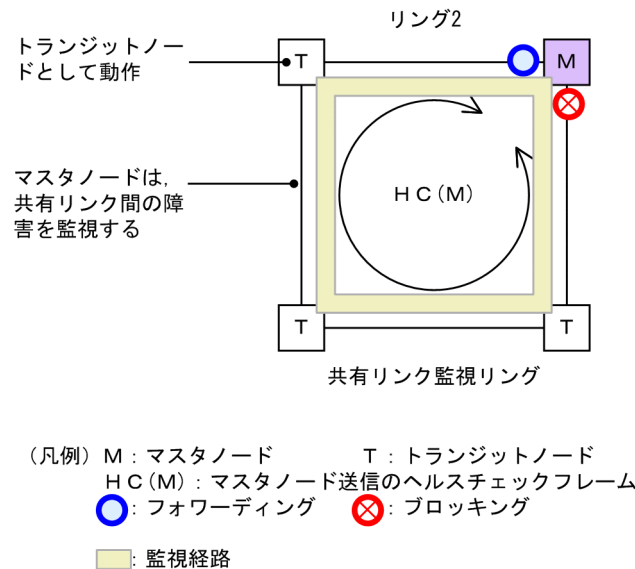 リング2
トランジットノー
ドとして動作
T
M
マスタノードは，
共有リンク間の障
害を監視する
ＨＣ(M)
T
T
共有リンク監視リング
（凡例）M：マスタノード T：トランジットノード
ＨＣ(M)：マスタノード送信のヘルスチェックフレーム
：フォワーディング ：ブロッキング
：監視経路